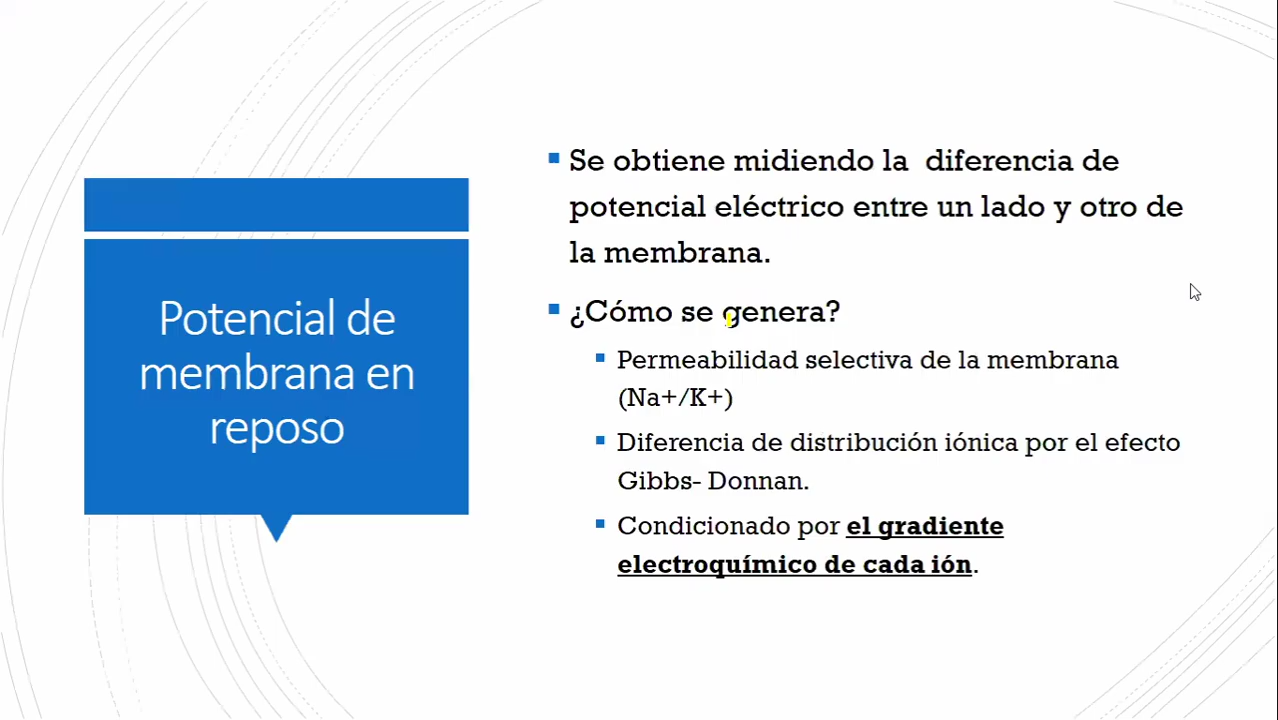 Potencial de
membrana en
reposo
Se obtiene midiendo la diferencia de
potencial eléctrico entre un lado y otro de
la membrana.
¿Cómo se genera?
Permeabilidad selectiva de la membrana
(Na+/K+)
Diferencia de distribución iónica por el efecto
Gibbs- Donnan.
Condicionado por el gradiente
electroquímico de cada ión.